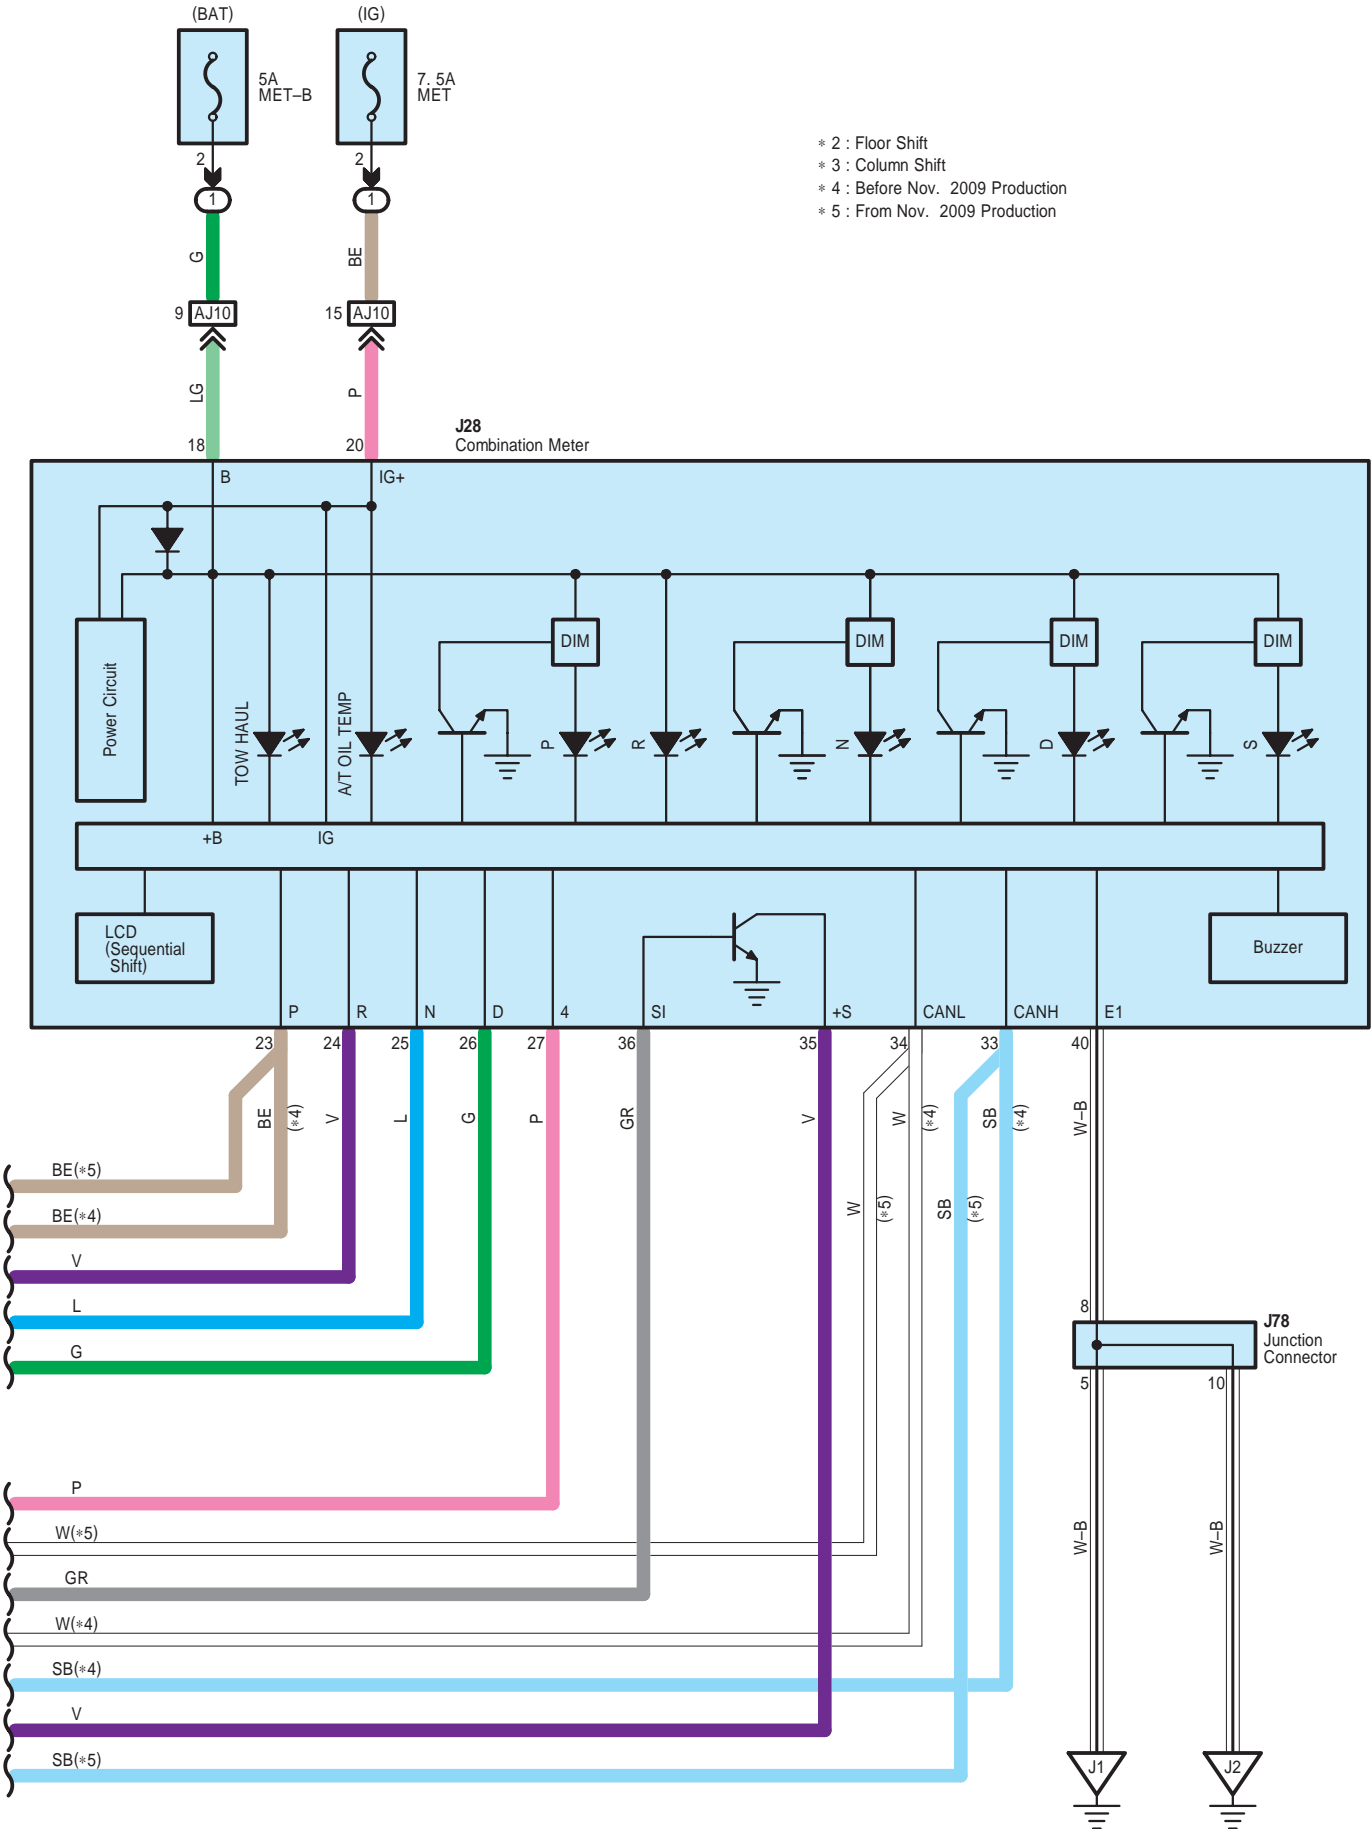 (BAT)
(IG)
5A
MET–B
7. 5A
MET
2
2
1
1
∗ 2 : Floor Shift
∗ 3 : Column Shift
∗ 4 : Before Nov. 2009 Production
∗ 5 : From Nov. 2009 Production
G
BE
9 AJ10
15 AJ10
LG
P
J28
Combination Meter
18
20
B
IG+
Power Circuit
TOW HAUL
A/T OIL TEMP
DIM
DIM
DIM
DIM
P
R
N
D
S
+B
IG
LCD
(Sequential
Shift)
Buzzer
P
R
N
D
4
SI
+S
CANL
CANH
E1
23
24
25
26
27
36
35
34
33
40
BE
(∗4)
V
L
G
P
GR
V
W
(∗4)
SB
(∗4)
W–B
BE(∗5)
W
(∗5)
SB
(∗5)
BE(∗4)
V
L
G
8
J78
Junction
Connector
5
10
P
W(∗5)
W–B
W–B
GR
W(∗4)
SB(∗4)
V
SB(∗5)
J1
J2